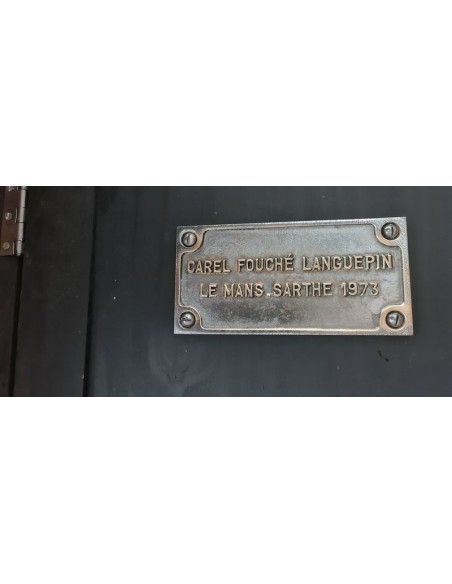 CAREL FOUCHÉ LANGUEPIN
LE MANS.SARTHE 1973